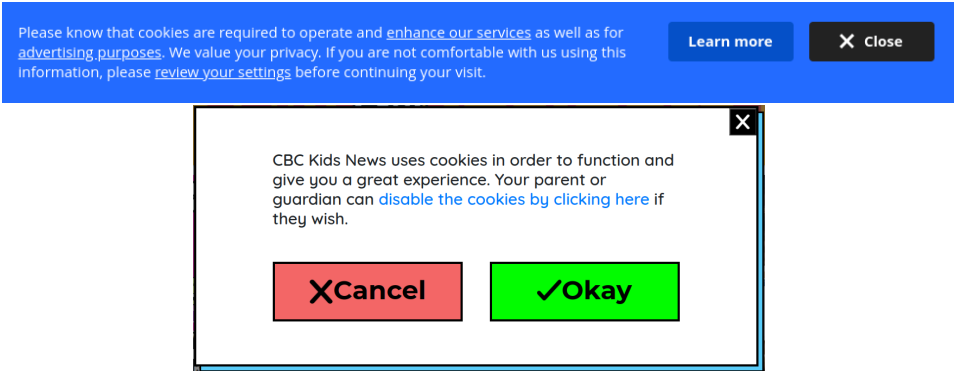 Please know that cookies are required to operate and enhance our services as well as for
advertising purposes. We value your privacy. If you are not comfortable with us using this
information, please review your settings before continuing your visit.
Learn more
Close
CBC Kids News uses cookies in order to function and
give you a great experience. Your parent or
guardian can disable the cookies by clicking here if
they wish.
Cancel
Okay